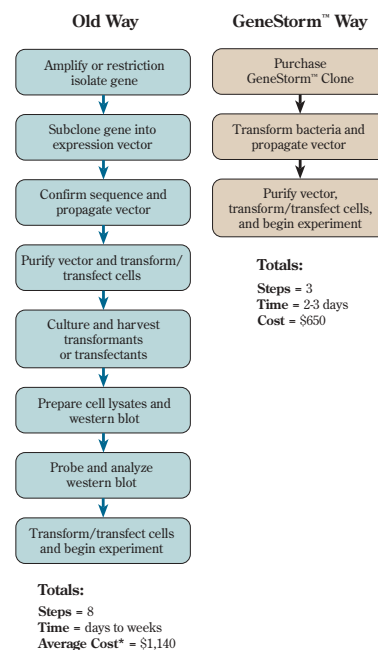 Old Way
Amplify or restriction
isolate gene
Subclone gene into
expression vector
Confirm sequence and
propagate vector
Purify vector and transform/
transfect cells
Culture and harvest
transformants
or transfectants
Prepare cell lysates and
western blot
Probe and analyze
western blot
Transform/transfect cells
and begin experiment
Totals:
Steps = 8
Time = days to weeks
Average Cost* = $1,140
GeneStorm™ Way
Purchase
GeneStorm™ Clone
Transform bacteria and
propagate vector
Purify vector,
transform/transfect cells,
and begin experiment
Totals:
Steps = 3
Time = 2-3 days
Cost = $650